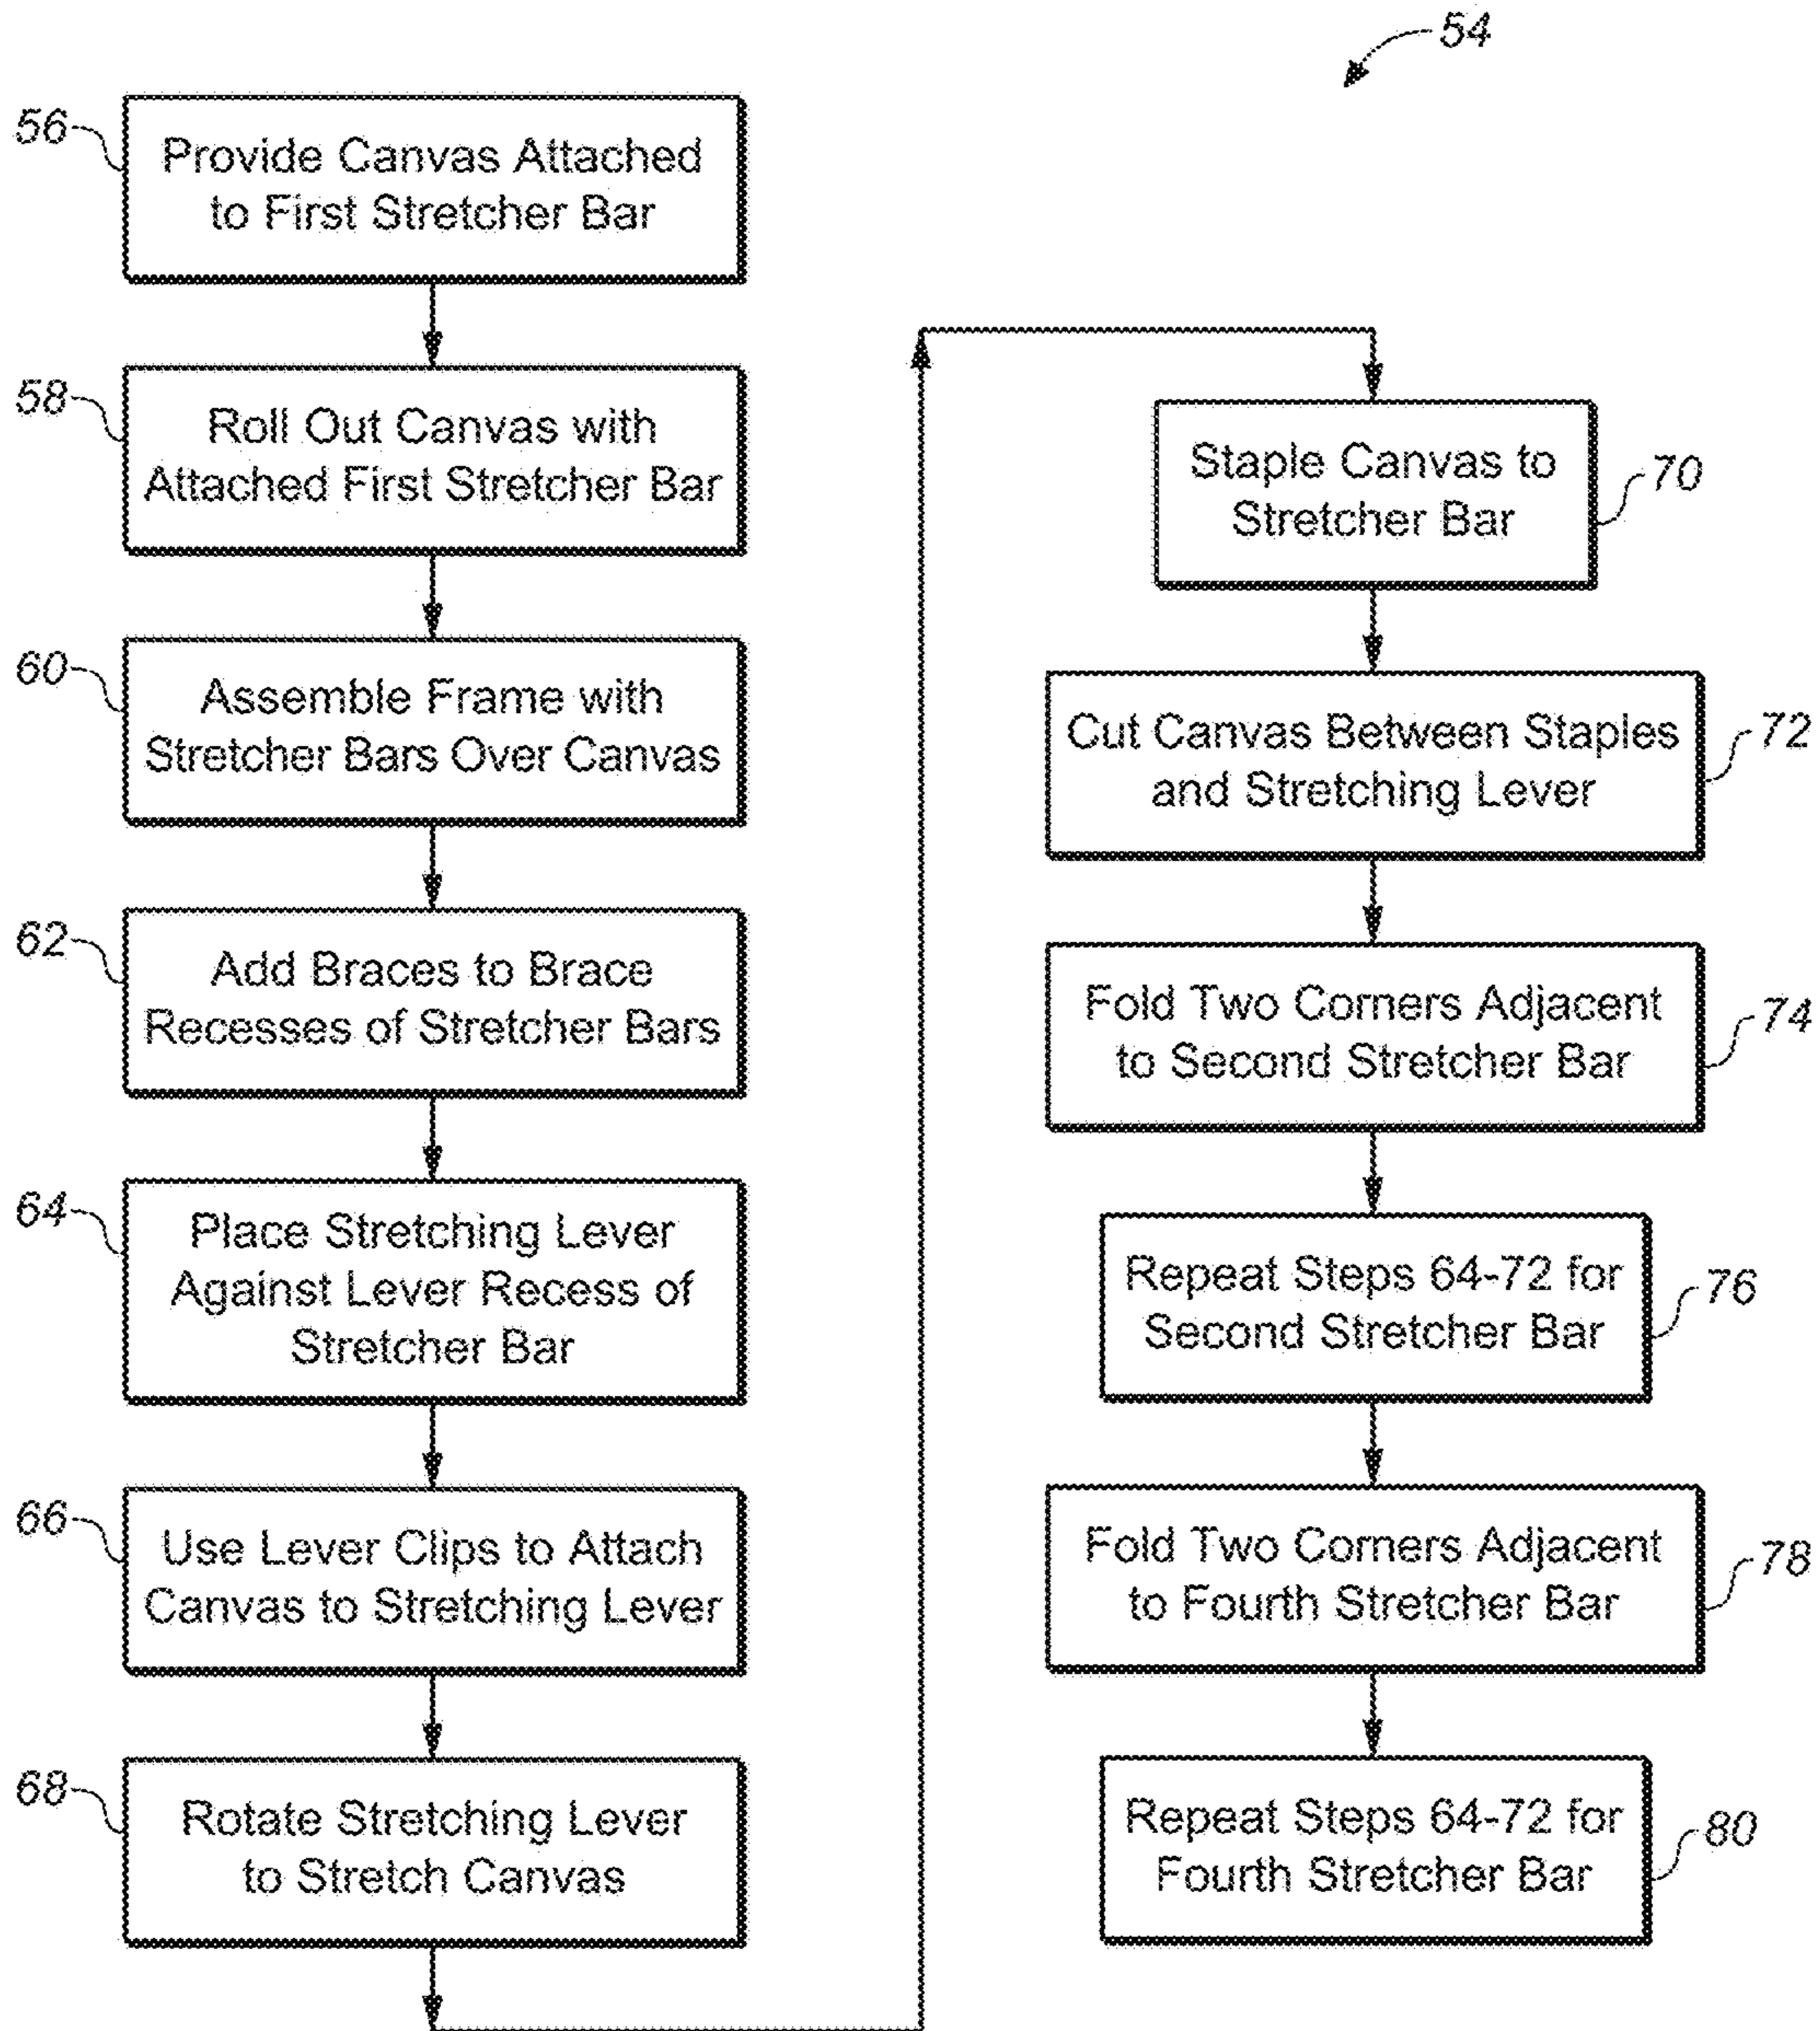 54
56
Provide Canvas Attached
to First Stretcher Bar
58
Roll Out Canvas with
Attached First Stretcher Bar
60
Assemble Frame with
Stretcher Bars Over Canvas
62
Add Braces to Brace
Recesses of Stretcher Bars
64
Place Stretching Lever
Against Lever Recess of
Stretcher Bar
66
Use Lever Clips to Attach
Canvas to Stretching Lever
68
Rotate Stretching Lever
to Stretch Canvas
Staple Canvas to
Stretcher Bar
70
Cut Canvas Between Staples
and Stretching Lever
72
Fold Two Corners Adjacent
to Second Stretcher Bar
74
Repeat Steps 64-72 for
Second Stretcher Bar
76
Fold Two Corners Adjacent
to Fourth Stretcher Bar
78
Repeat Steps 64-72 for
Fourth Stretcher Bar
80